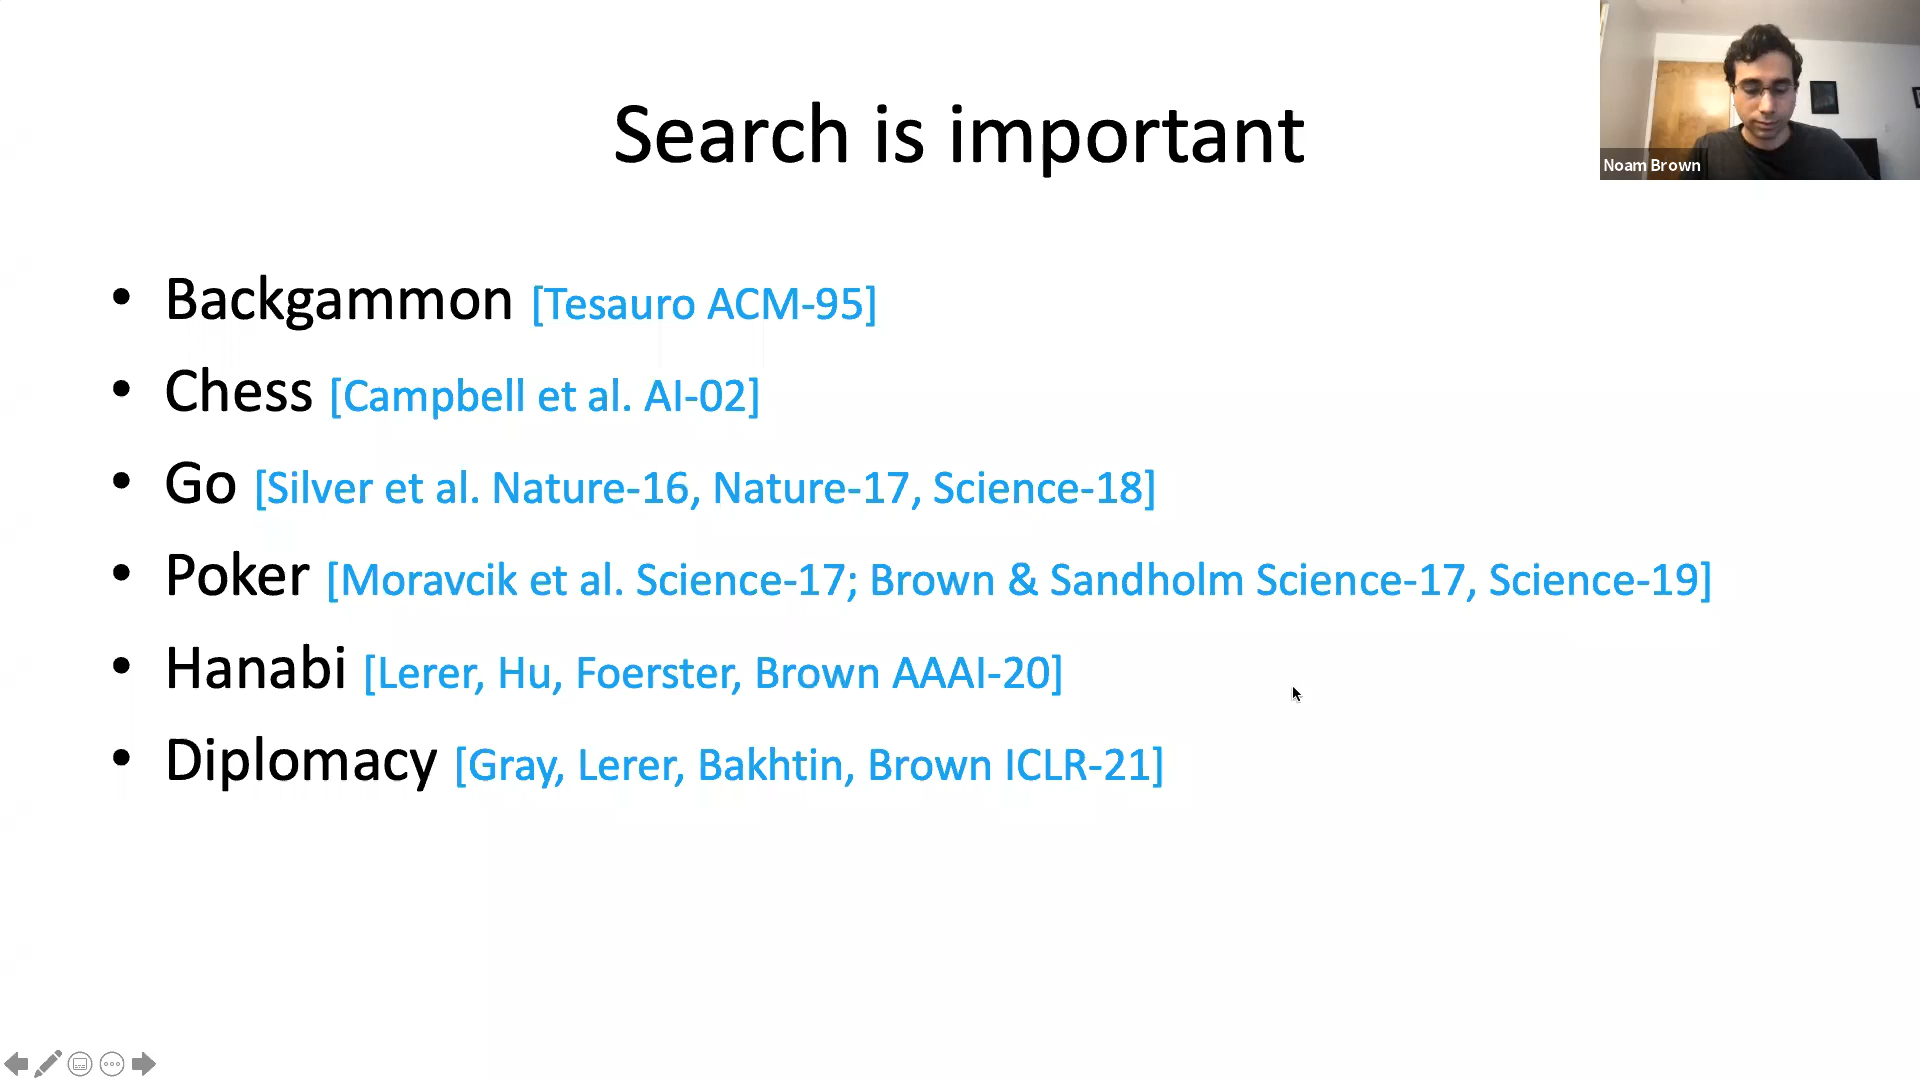 Search is important
Noam Brown
• Backgammon [Tesauro ACM-95]
• Chess [Campbell et al. AI-02]
• Go [Silver et al. Nature-16, Nature-17, Science-18]
• Poker [Moravcik et al. Science-17; Brown & Sandholm Science-17, Science-19]
• Hanabi [Lerer, Hu, Foerster, Brown AAAI-20]
• Diplomacy [Gray, Lerer, Bakhtin, Brown ICLR-21]